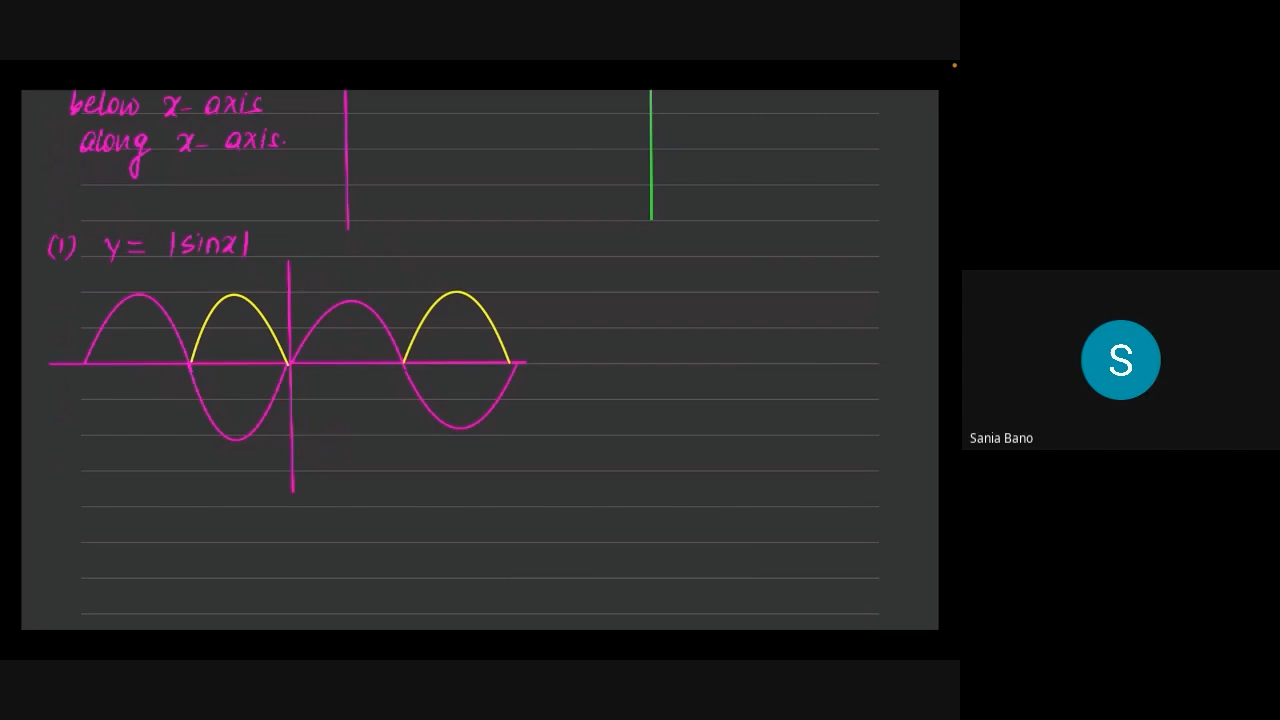 below x- axis
along x- axis.
(1) y = |sinx|
S
Sania Bano